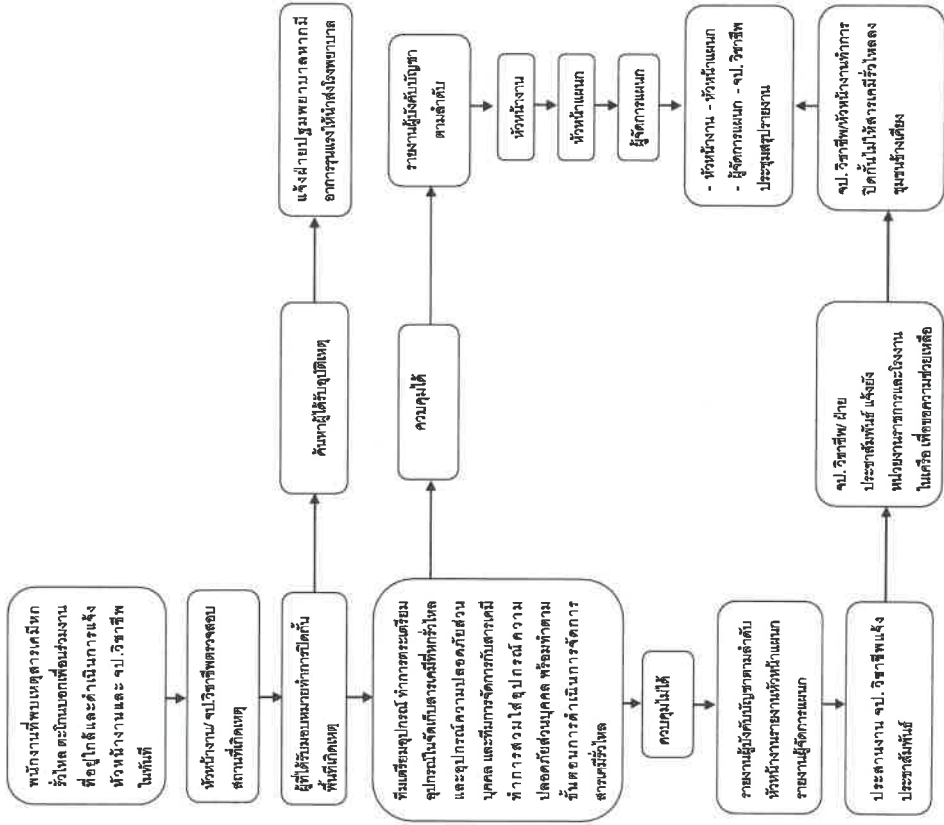 พนักงานที่พบเหตุสารเคมีหก
รั่วไหล ตะโกนบอกเพื่อนร่วมงาน
ที่อยู่ใกล้และดำเนินการแจ้ง
หัวหน้างานและ จป.วิชาชีพ
ในทันที
หัวหน้างาน/ จป.วิชาชีพตรวจสอบ
สถานที่เกิดเหตุ
ผู้ที่ได้รับมอบหมายทำการปิดกั้น
พื้นที่เกิดเหตุ
ค้นหาผู้ได้รับอุบัติเหตุ
แจ้งฝ่ายปฐมพยาบาลหากมี
อาการรุนแรงให้นำส่งโรงพยาบาล
ทีมเตรียมอุปกรณ์ ทำการตระเตรียม
อุปกรณ์ในจัดเก็บสารเคมีที่หกรั่วไหล
และอุปกรณ์ความปลอดภัยส่วน
บุคคล และทีมการจัดการกับสารเคมี
ทำการสวมใส่อุปกรณ์ความ
ปลอดภัยส่วนบุคคล พร้อมทำตาม
ขั้นตอนการดำเนินการจัดการ
สารเคมีรั่วไหล
ควบคุมได้
รายงานผู้บังคับบัญชา
ตามลำดับ
หัวหน้างาน
หัวหน้าแผนก
ผู้จัดการแผนก
- หัวหน้างาน - หัวหน้าแผนก
- ผู้จัดการแผนก - จป. วิชาชีพ
ประชุมสรุปรายงาน
ควบคุมไม่ได้
รายงานผู้บังคับบัญชาตามลำดับ
หัวหน้างานรายงานหัวหน้าแผนก
รายงานผู้จัดการแผนก
ประสานงาน จป. วิชาชีพแจ้ง
ประชาสัมพันธ์
จป. วิชาชีพ/ ฝ่าย
ประชาสัมพันธ์ แจ้งยัง
หน่วยงานราชการและโรงงาน
ในเครือ เพื่อขอความช่วยเหลือ
จป. วิชาชีพ/หัวหน้างานทำการ
ปิดกั้นไม่ให้สารเคมีรั่วไหลลง
ชุมชนข้างเคียง